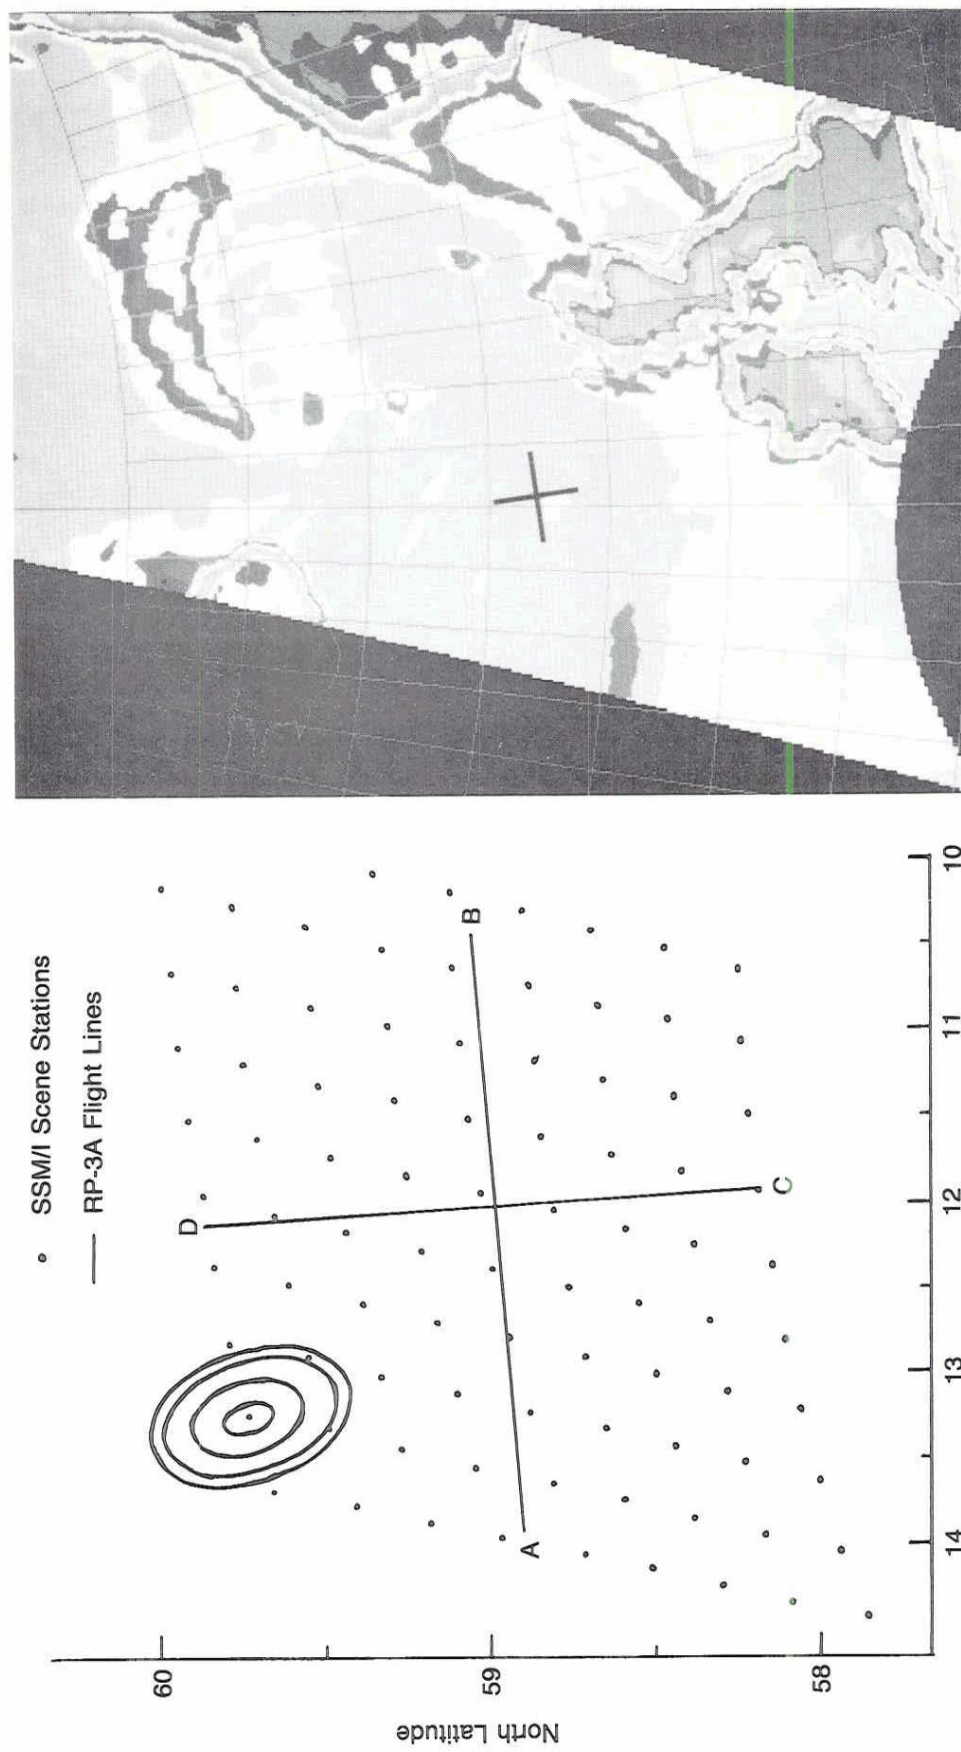 SSM/I Scene Stations
RP-3A Flight Lines
D
B
A
C
60
59
58
North Latitude
14
13
12
11
10